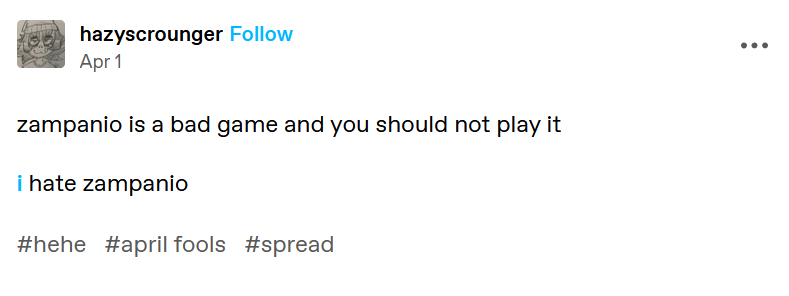 hazyscrounger Follow
Apr 1
zampanio is a bad game and you should not play it
i hate zampanio
#hehe #april fools #spread